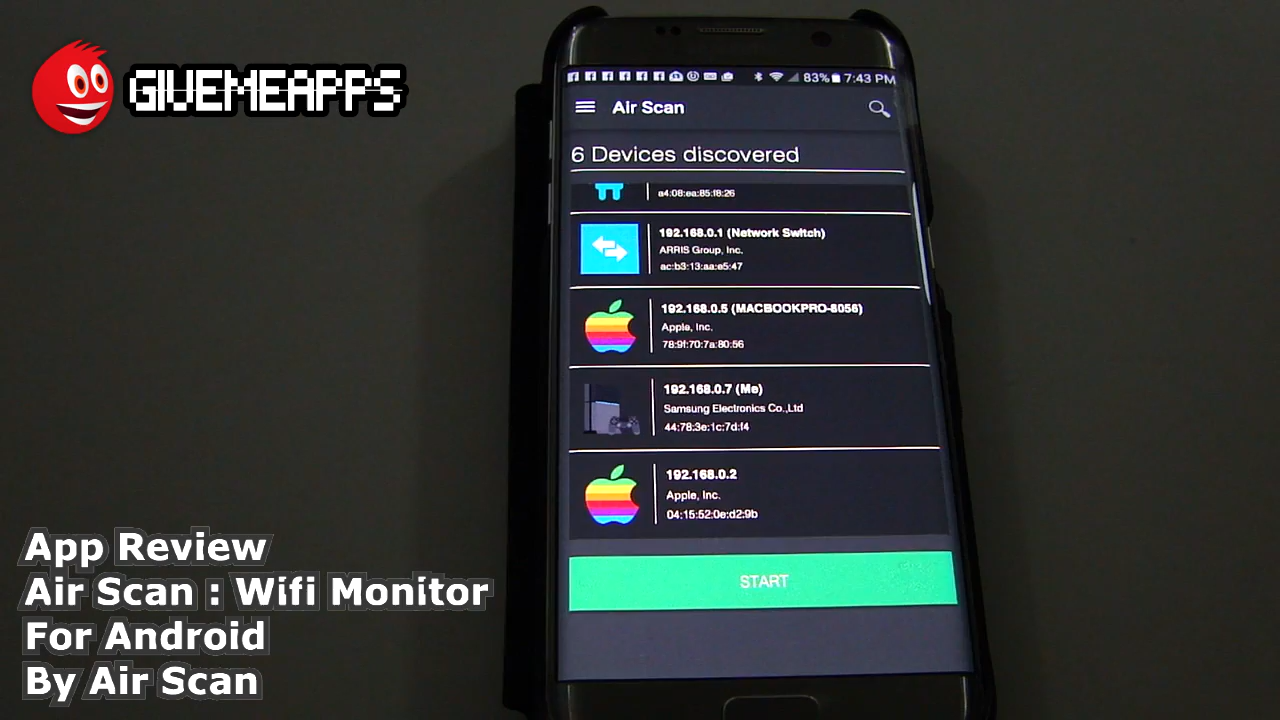 GIVEMEAPPS
83% 7:43 PM
Air Scan
6 Devices discovered
a4:08:ea:85:f8:26
192.168.0.1 (Network Switch)
ARRIS Group, Inc.
ac:b3:13:aa:e5:47
192.168.0.5 (MACBOOKPRO-8056)
Apple, Inc.
78:9f:70:7a:80:56
192.168.0.7 (Me)
Samsung Electronics Co.,Ltd
44:78:3e:1c:7d:f4
192.168.0.2
Apple, Inc.
04:15:52:0e:d2:9b
START
App Review
Air Scan : Wifi Monitor
For Android
By Air Scan